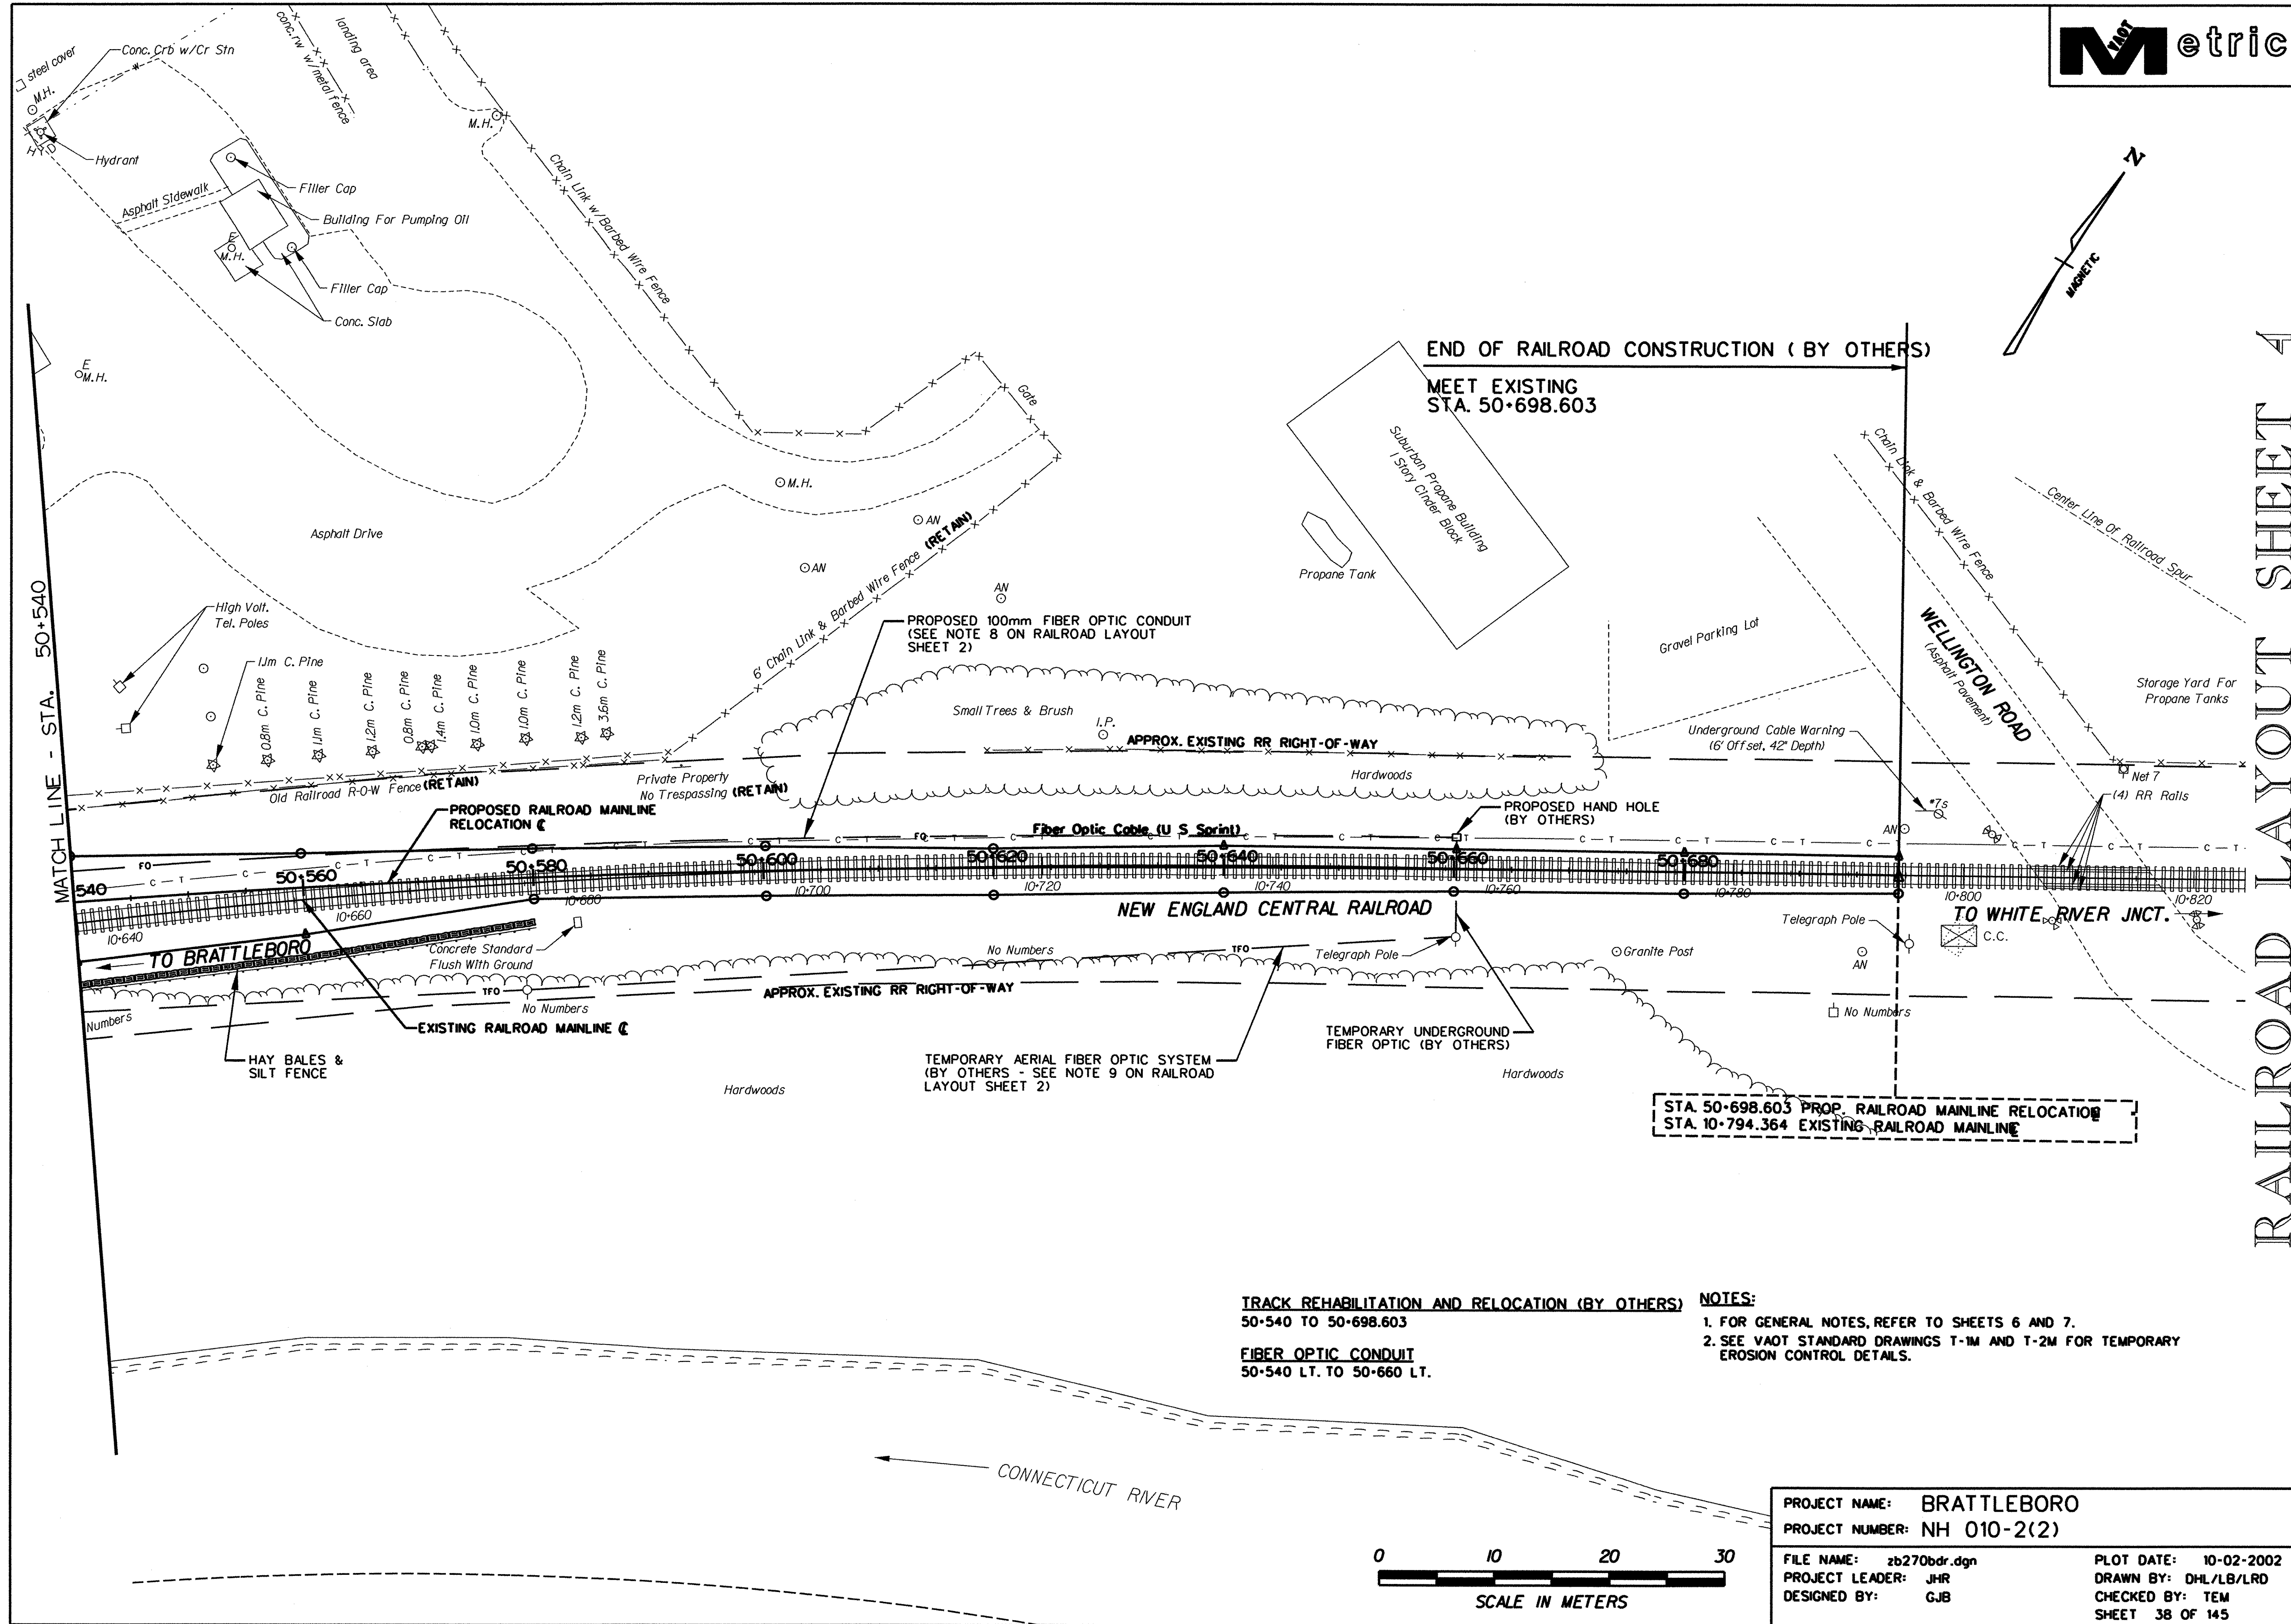 VAOT
Metric
steel cover
Conc. Crb w/Cr Stn
M.H.
HYD
Hydrant
conc.rw w/metal fence
landing area
M.H.
Filler Cap
Asphalt Sidewalk
Building For Pumping Oil
E
M.H.
Filler Cap
Conc. Slab
Chain Link w/Barbed Wire Fence
N
MAGNETIC
E
M.H.
Gate
END OF RAILROAD CONSTRUCTION ( BY OTHERS)
MEET EXISTING
STA. 50+698.603
Suburban Propane Building
1 Story Cinder Block
Propane Tank
Chain Link & Barbed Wire Fence
Center Line Of Railroad Spur
M.H.
AN
AN
AN
Asphalt Drive
6' Chain Link & Barbed Wire Fence (RETAIN)
MATCH LINE - STA. 50+540
High Volt.
Tel. Poles
1.1m C. Pine
0.8m C. Pine
1.1m C. Pine
1.2m C. Pine
0.8m C. Pine
1.4m C. Pine
1.0m C. Pine
1.0m C. Pine
1.2m C. Pine
3.6m C. Pine
PROPOSED 100mm FIBER OPTIC CONDUIT
(SEE NOTE 8 ON RAILROAD LAYOUT
SHEET 2)
Gravel Parking Lot
WELLINGTON ROAD
(Asphalt Pavement)
Storage Yard For
Propane Tanks
Small Trees & Brush
I.P.
APPROX. EXISTING RR RIGHT-OF-WAY
Hardwoods
Underground Cable Warning
(6' Offset, 42" Depth)
Net 7
(4) RR Rails
Old Railroad R-O-W Fence (RETAIN)
Private Property
No Trespassing (RETAIN)
PROPOSED RAILROAD MAINLINE
RELOCATION ℄
PROPOSED HAND HOLE
(BY OTHERS)
AN
FO
FO
Fiber Optic Cable (U S Sprint)
C T C T C T C T C T
540
50+560
50+580
50+600
50+620
50+640
50+660
50+680
10+640
10+660
10+680
10+700
10+720
10+740
10+760
10+780
10+800
10+820
NEW ENGLAND CENTRAL RAILROAD
TO BRATTLEBORO
TO WHITE RIVER JNCT.
Concrete Standard
Flush With Ground
No Numbers
TFO
Telegraph Pole
Granite Post
Telegraph Pole
C.C.
AN
TFO
No Numbers
APPROX. EXISTING RR RIGHT-OF-WAY
No Numbers
Numbers
EXISTING RAILROAD MAINLINE ℄
HAY BALES &
SILT FENCE
TEMPORARY AERIAL FIBER OPTIC SYSTEM
(BY OTHERS - SEE NOTE 9 ON RAILROAD
LAYOUT SHEET 2)
TEMPORARY UNDERGROUND
FIBER OPTIC (BY OTHERS)
Hardwoods
Hardwoods
STA. 50+698.603 PROP. RAILROAD MAINLINE RELOCATION ℄
STA. 10+794.364 EXISTING RAILROAD MAINLINE ℄
RAILROAD LAYOUT SHEET 1
TRACK REHABILITATION AND RELOCATION (BY OTHERS)
50+540 TO 50+698.603
FIBER OPTIC CONDUIT
50+540 LT. TO 50+660 LT.
NOTES:
1. FOR GENERAL NOTES, REFER TO SHEETS 6 AND 7.
2. SEE VAOT STANDARD DRAWINGS T-1M AND T-2M FOR TEMPORARY
EROSION CONTROL DETAILS.
CONNECTICUT RIVER
0 10 20 30
SCALE IN METERS
PROJECT NAME: BRATTLEBORO
PROJECT NUMBER: NH 010-2(2)
FILE NAME: zb270bdr.dgn
PROJECT LEADER: JHR
DESIGNED BY: GJB
PLOT DATE: 10-02-2002
DRAWN BY: DHL/LB/LRD
CHECKED BY: TEM
SHEET 38 OF 145